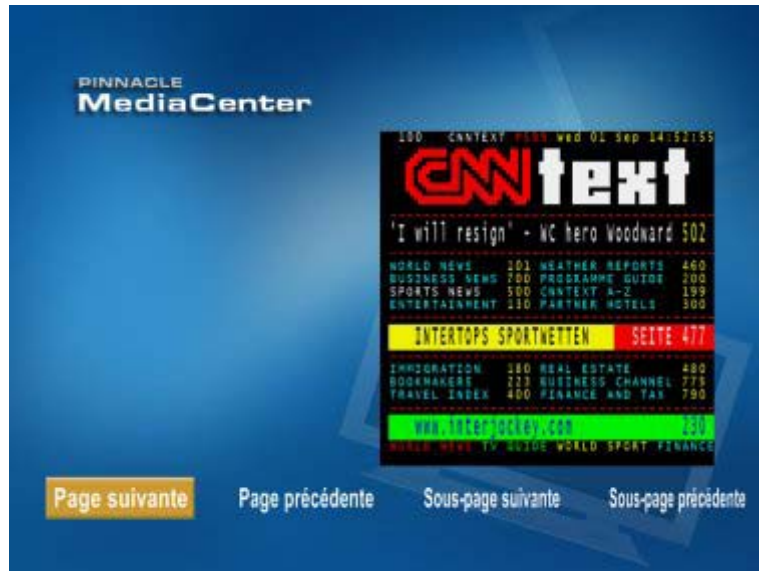 PINNACLE
MediaCenter
100 CNNTEXT Wed 01 Sep 14:52:55
CNN text
'I will resign' - WC hero Woodward 502
WORLD NEWS 201 WEATHER REPORTS 460
BUSINESS NEWS 700 PROGRAMME GUIDE 200
SPORTS NEWS 500 CNNTEXT A-Z 199
ENTERTAINMENT 130 PARTNER HOTELS 300
INTERTOPS SPORTWETTEN SEITE 477
IMMIGRATION 180 REAL ESTATE 480
BOOKMAKERS 223 BUSINESS CHANNEL 775
TRAVEL INDEX 400 FINANCE AND TAX 790
www.interjockey.com 230
WORLD NEWS TV GUIDE WORLD SPORT FINANCE
Page suivante Page précédente Sous-page suivante Sous-page précédente